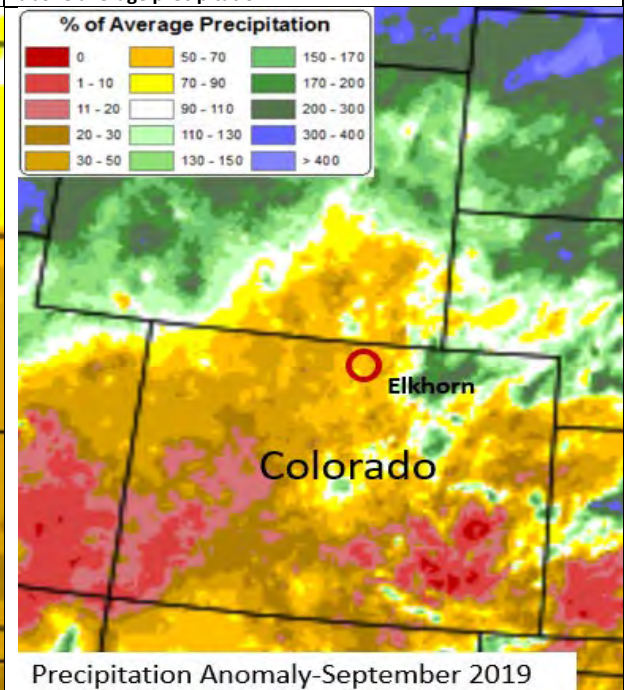 % of Average Precipitation
0 50 - 70 150 - 170
1 - 10 70 - 90 170 - 200
11 - 20 90 - 110 200 - 300
20 - 30 110 - 130 300 - 400
30 - 50 130 - 150 > 400
Elkhorn
Colorado
Precipitation Anomaly-September 2019